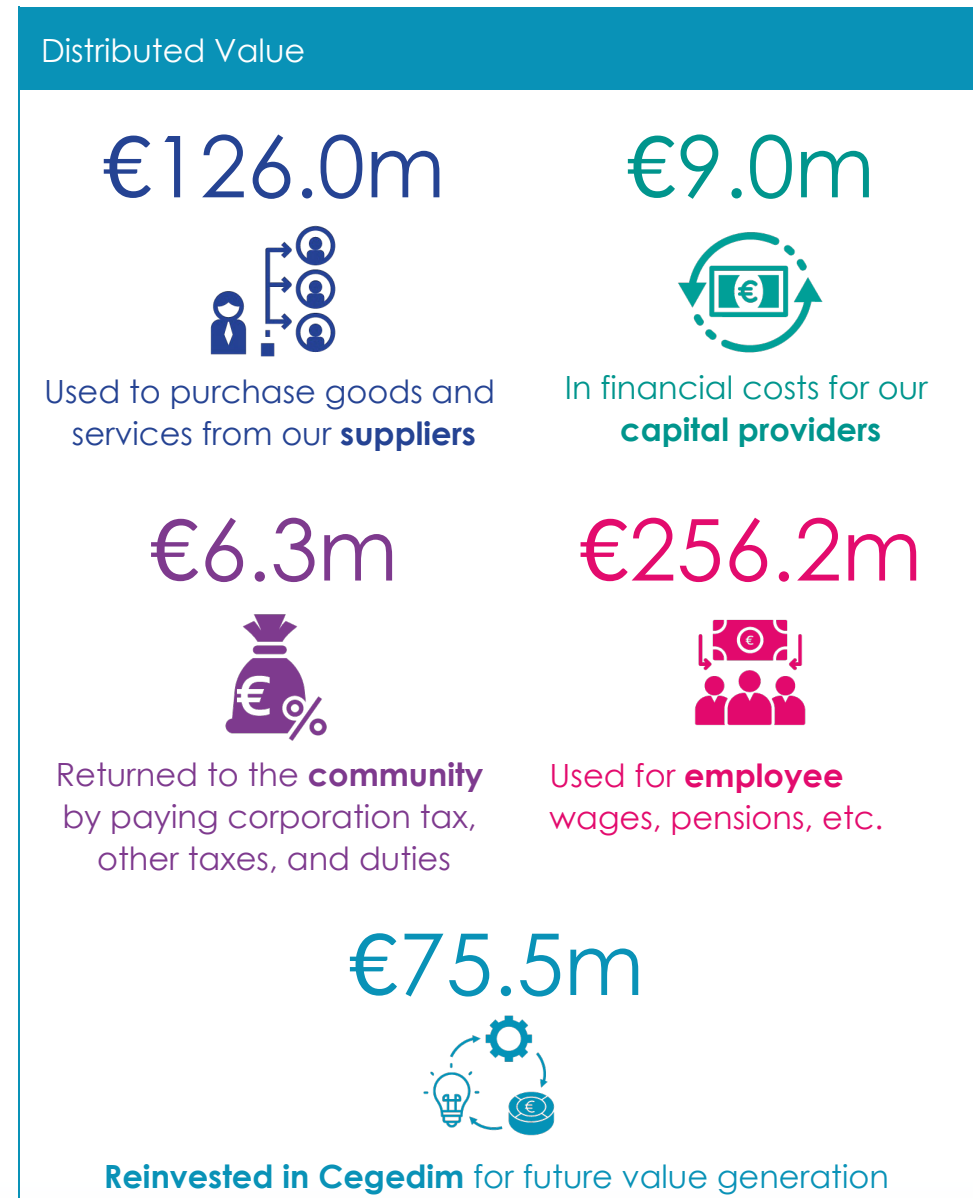 Distributed Value
€126.0m
€9.0m
Used to purchase goods and
services from our suppliers
In financial costs for our
capital providers
€6.3m
€256.2m
Returned to the community
by paying corporation tax,
other taxes, and duties
Used for employee
wages, pensions, etc.
€75.5m
Reinvested in Cegedim for future value generation